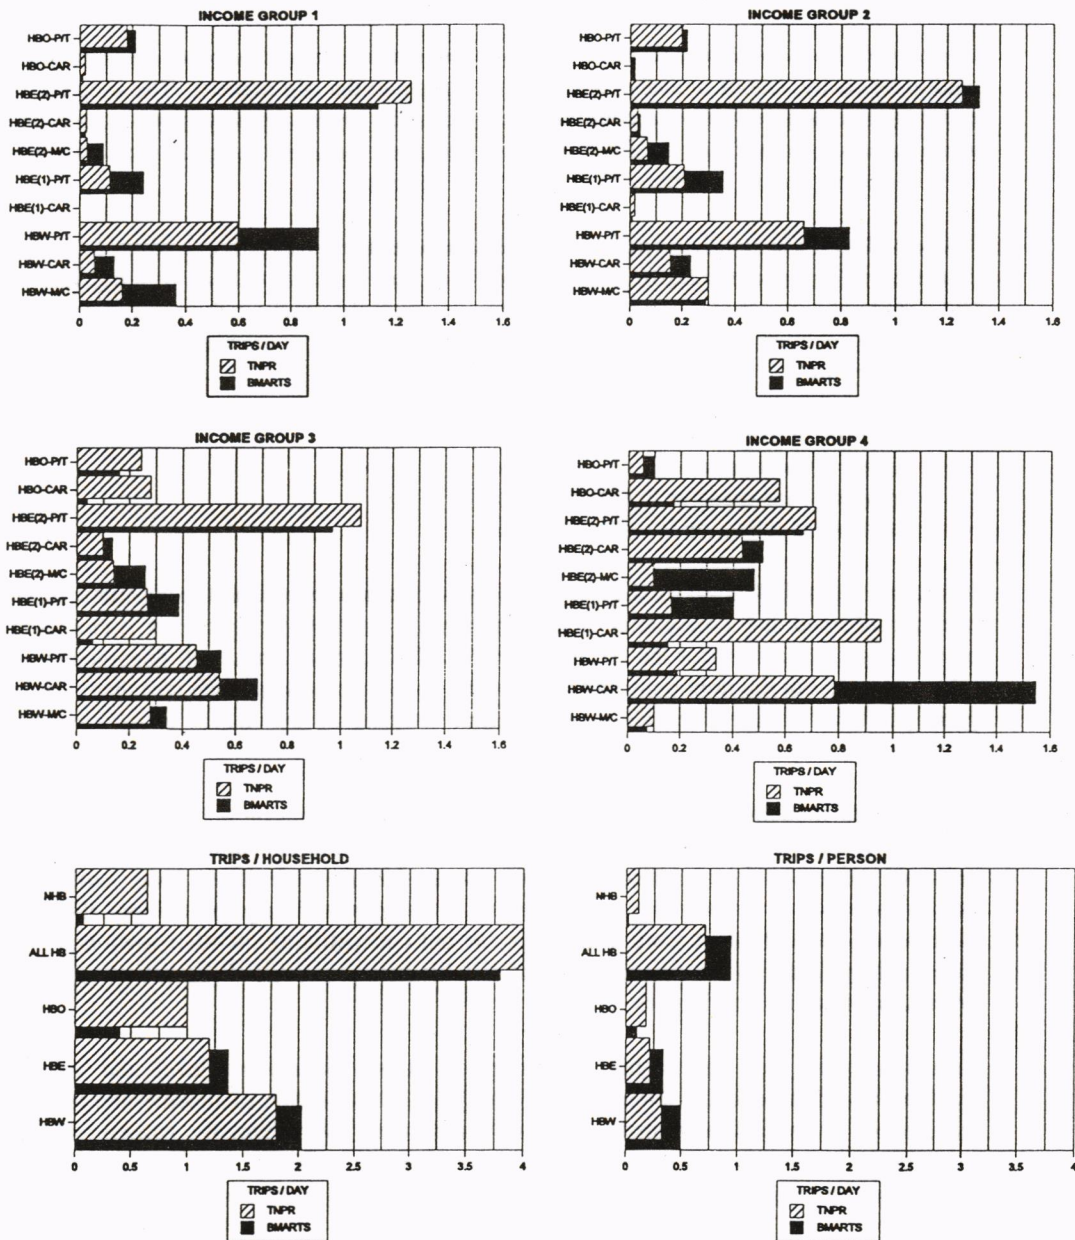 INCOME GROUP 1
HBO-P/T
HBO-CAR
HBE(2)-P/T
HBE(2)-CAR
HBE(2)-M/C
HBE(1)-P/T
HBE(1)-CAR
HBW-P/T
HBW-CAR
HBW-M/C
0 0.2 0.4 0.6 0.8 1 1.2 1.4 1.6
TRIPS / DAY
TNPR
BMARTS
INCOME GROUP 2
HBO-P/T
HBO-CAR
HBE(2)-P/T
HBE(2)-CAR
HBE(2)-M/C
HBE(1)-P/T
HBE(1)-CAR
HBW-P/T
HBW-CAR
HBW-M/C
0 0.2 0.4 0.6 0.8 1 1.2 1.4 1.6
TRIPS / DAY
TNPR
BMARTS
INCOME GROUP 3
HBO-P/T
HBO-CAR
HBE(2)-P/T
HBE(2)-CAR
HBE(2)-M/C
HBE(1)-P/T
HBE(1)-CAR
HBW-P/T
HBW-CAR
HBW-M/C
0 0.2 0.4 0.6 0.8 1 1.2 1.4 1.6
TRIPS / DAY
TNPR
BMARTS
INCOME GROUP 4
HBO-P/T
HBO-CAR
HBE(2)-P/T
HBE(2)-CAR
HBE(2)-M/C
HBE(1)-P/T
HBE(1)-CAR
HBW-P/T
HBW-CAR
HBW-M/C
0 0.2 0.4 0.6 0.8 1 1.2 1.4 1.6
TRIPS / DAY
TNPR
BMARTS
TRIPS / HOUSEHOLD
NHB
ALL HB
HBO
HBE
HBW
0 0.5 1 1.5 2 2.5 3 3.5 4
TRIPS / DAY
TNPR
BMARTS
TRIPS / PERSON
NHB
ALL HB
HBO
HBE
HBW
0 0.5 1 1.5 2 2.5 3 3.5 4
TRIPS / DAY
TNPR
BMARTS